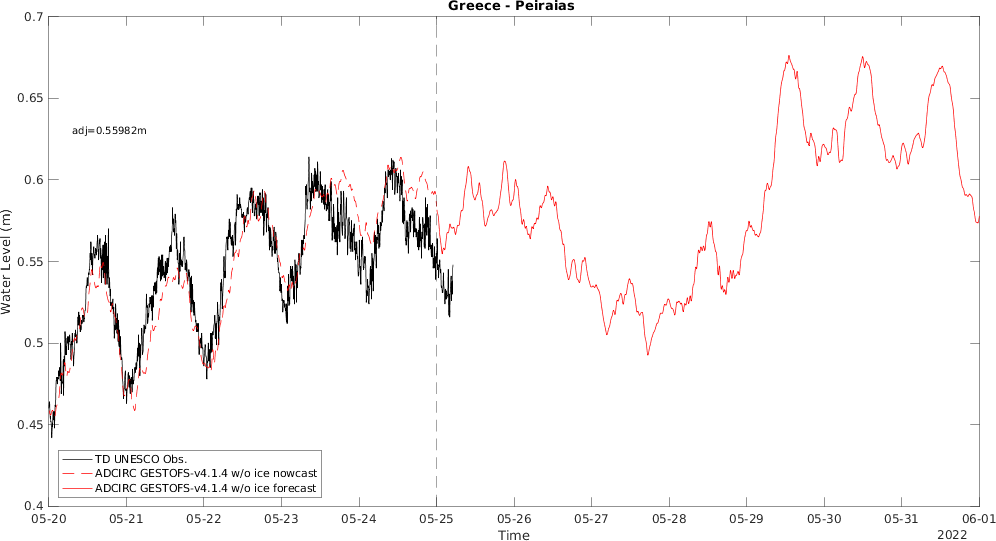 Greece - Peiraias
0.7
0.65
adj=0.55982m
0.6
0.55
0.5
0.45
0.4
Water Level (m)
TD UNESCO Obs.
ADCIRC GESTOFS-v4.1.4 w/o ice nowcast
ADCIRC GESTOFS-v4.1.4 w/o ice forecast
05-20 05-21 05-22 05-23 05-24 05-25 05-26 05-27 05-28 05-29 05-30 05-31 06-01
Time
2022